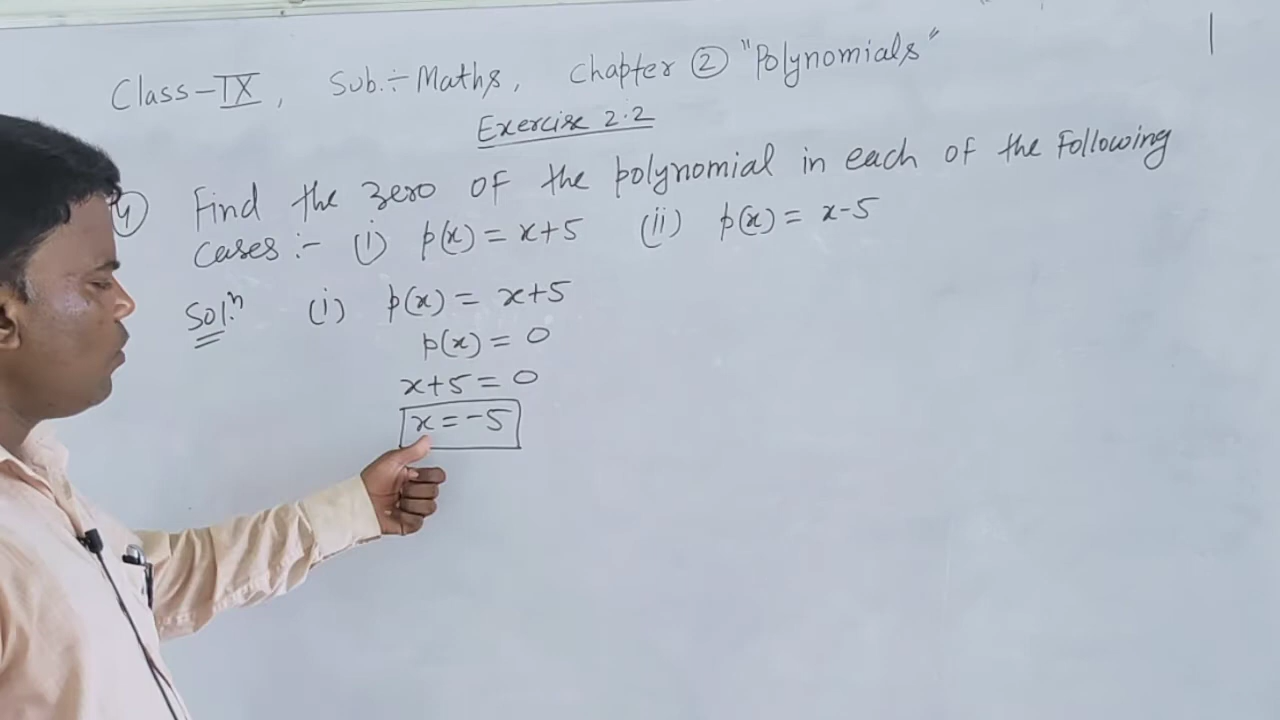 Class-IX, Sub.÷ Maths, Chapter ② "Polynomials"
Exercise 2.2
④ Find the zero of the polynomial in each of the following
cases :- (i) p(x) = x+5 (ii) p(x) = x-5
Solⁿ. (i) p(x) = x+5
p(x) = 0
x+5 = 0
x = -5